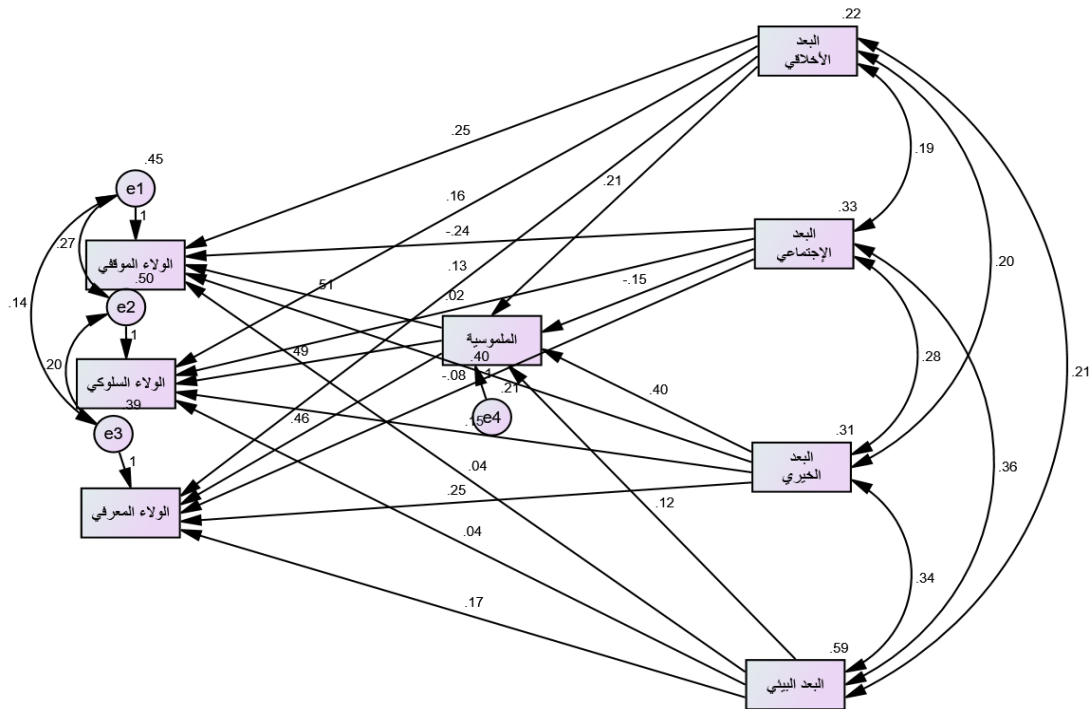 .22
البعد
الأخلاقي
.25
.45
.19
e1
.21
1
.16
.33
البعد
الإجتماعي
-.24
.27
الولاء الموقفي
.13
-.15
.20
.50
.51
.02
.14
e2
الملموسية
1
.49
.40
.28
.21
.20
الولاء السلوكي
-.08
1
.21
.40
.39
.46
.15
e4
e3
.31
البعد
الخيري
1
.04
.36
.25
.12
الولاء المعرفي
.04
.34
.17
.59
البعد البيئي